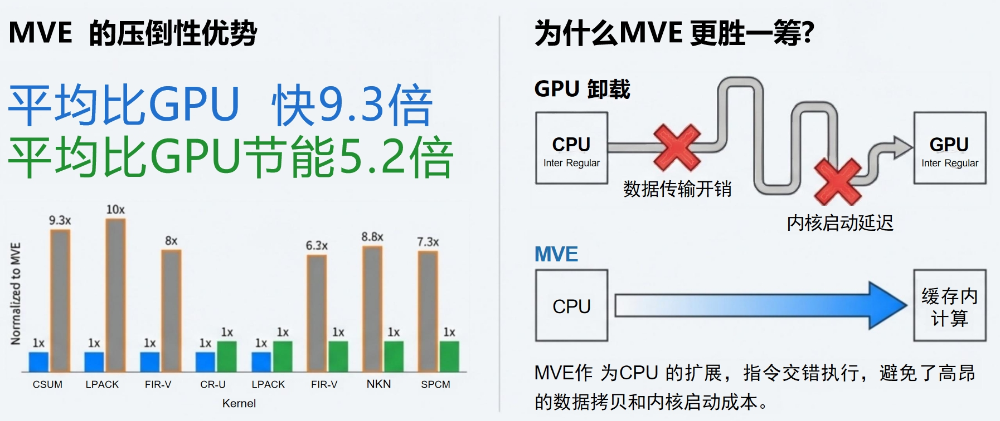 MVE 的压倒性优势
平均比GPU 快9.3倍
平均比GPU节能5.2倍
Normalized to MVE
9.3x
10x
8x
6.3x
8.8x
7.3x
1x
1x
1x
1x
1x
1x
1x
1x
1x
1x
CSUM
LPACK
FIR-V
CR-U
LPACK
FIR-V
NKN
SPCM
Kernel
为什么MVE 更胜一筹?
GPU 卸载
CPU
Inter Regular
GPU
Inter Regular
数据传输开销
内核启动延迟
MVE
CPU
缓存内
计算
MVE作 为CPU 的扩展，指令交错执行，避免了高昂
的数据拷贝和内核启动成本。